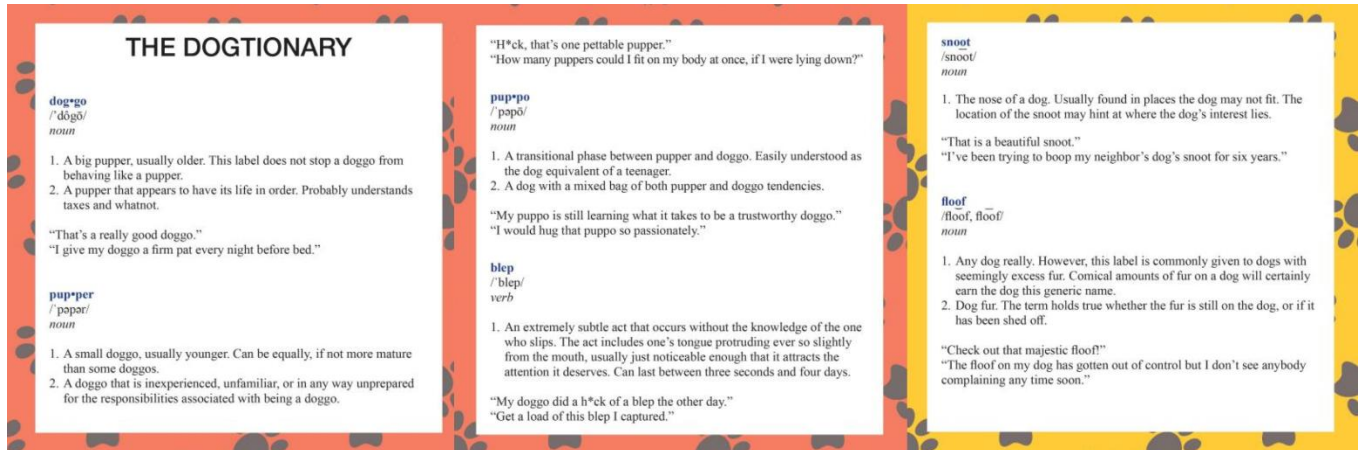 THE DOGTIONARY
dog•go
/ˈdôgō/
noun
1. A big pupper, usually older. This label does not stop a doggo from
behaving like a pupper.
2. A pupper that appears to have its life in order. Probably understands
taxes and whatnot.
“That’s a really good doggo.”
“I give my doggo a firm pat every night before bed.”
pup•per
/ˈpəpər/
noun
1. A small doggo, usually younger. Can be equally, if not more mature
than some doggos.
2. A doggo that is inexperienced, unfamiliar, or in any way unprepared
for the responsibilities associated with being a doggo.
“H*ck, that’s one pettable pupper.”
“How many puppers could I fit on my body at once, if I were lying down?”
pup•po
/ˈpəpō/
noun
1. A transitional phase between pupper and doggo. Easily understood as
the dog equivalent of a teenager.
2. A dog with a mixed bag of both pupper and doggo tendencies.
“My puppo is still learning what it takes to be a trustworthy doggo.”
“I would hug that puppo so passionately.”
blep
/ˈblep/
verb
1. An extremely subtle act that occurs without the knowledge of the one
who slips. The act includes one’s tongue protruding ever so slightly
from the mouth, usually just noticeable enough that it attracts the
attention it deserves. Can last between three seconds and four days.
“My doggo did a h*ck of a blep the other day.”
“Get a load of this blep I captured.”
snoot
/sno͞ot/
noun
1. The nose of a dog. Usually found in places the dog may not fit. The
location of the snoot may hint at where the dog’s interest lies.
“That is a beautiful snoot.”
“I’ve been trying to boop my neighbor’s dog’s snoot for six years.”
floof
/flo͝of, flo͞of/
noun
1. Any dog really. However, this label is commonly given to dogs with
seemingly excess fur. Comical amounts of fur on a dog will certainly
earn the dog this generic name.
2. Dog fur. The term holds true whether the fur is still on the dog, or if it
has been shed off.
“Check out that majestic floof!”
“The floof on my dog has gotten out of control but I don’t see anybody
complaining any time soon.”